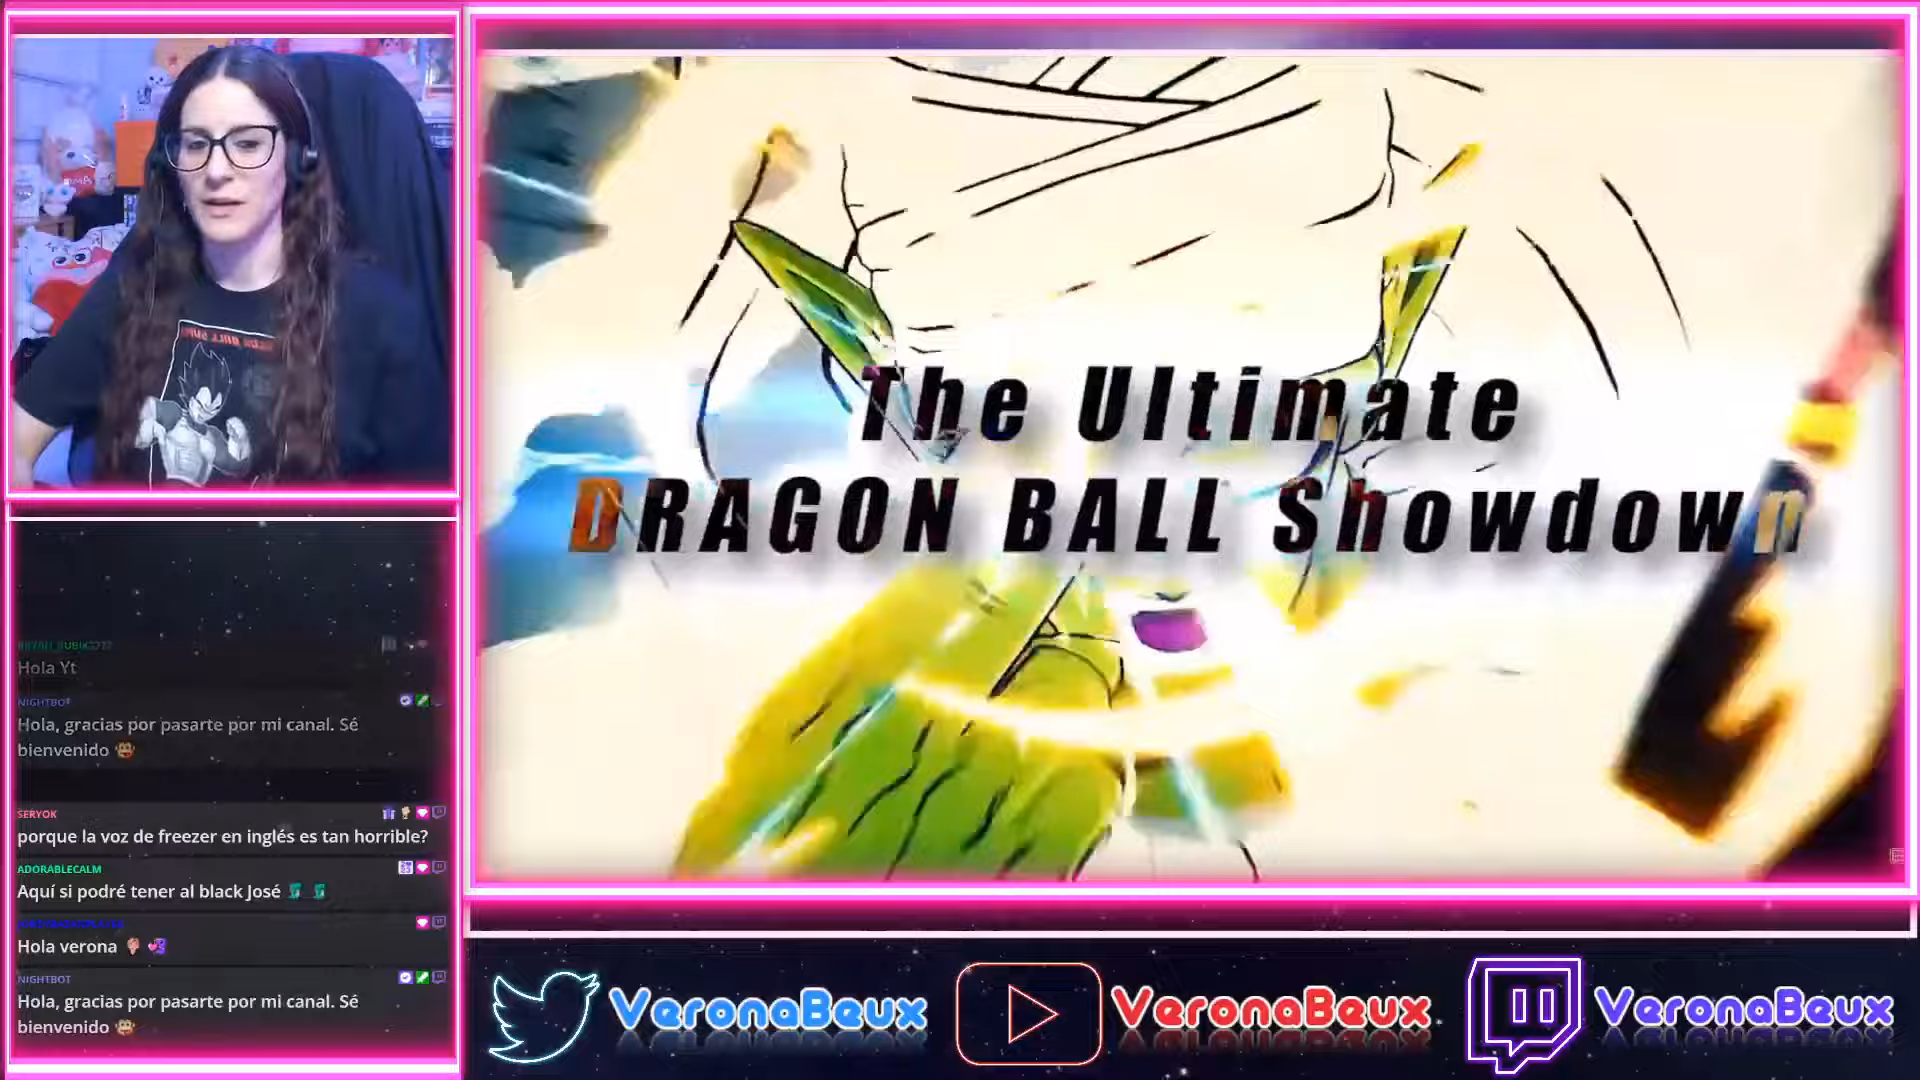 The Ultimate
DRAGON BALL Showdown
Hola Yt
NIGHTBOT
Hola, gracias por pasarte por mi canal. Sé
bienvenido
SERYOK
porque la voz de freezer en inglés es tan horrible?
ADORABLECALM
Aquí si podré tener al black José
Hola verona
NIGHTBOT
Hola, gracias por pasarte por mi canal. Sé
bienvenido
VeronaBeux
VeronaBeux
VeronaBeux